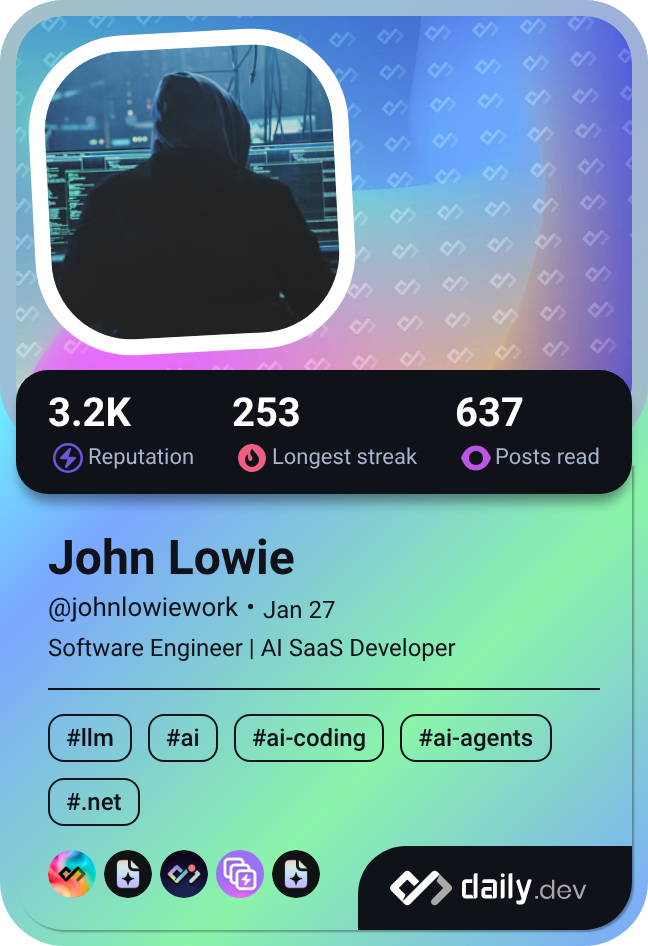 3.2K 253 637
Reputation Longest streak Posts read
John Lowie
@johnlowiework • Jan 27
Software Engineer | AI SaaS Developer
#llm #ai #ai-coding #ai-agents
#.net
daily.dev